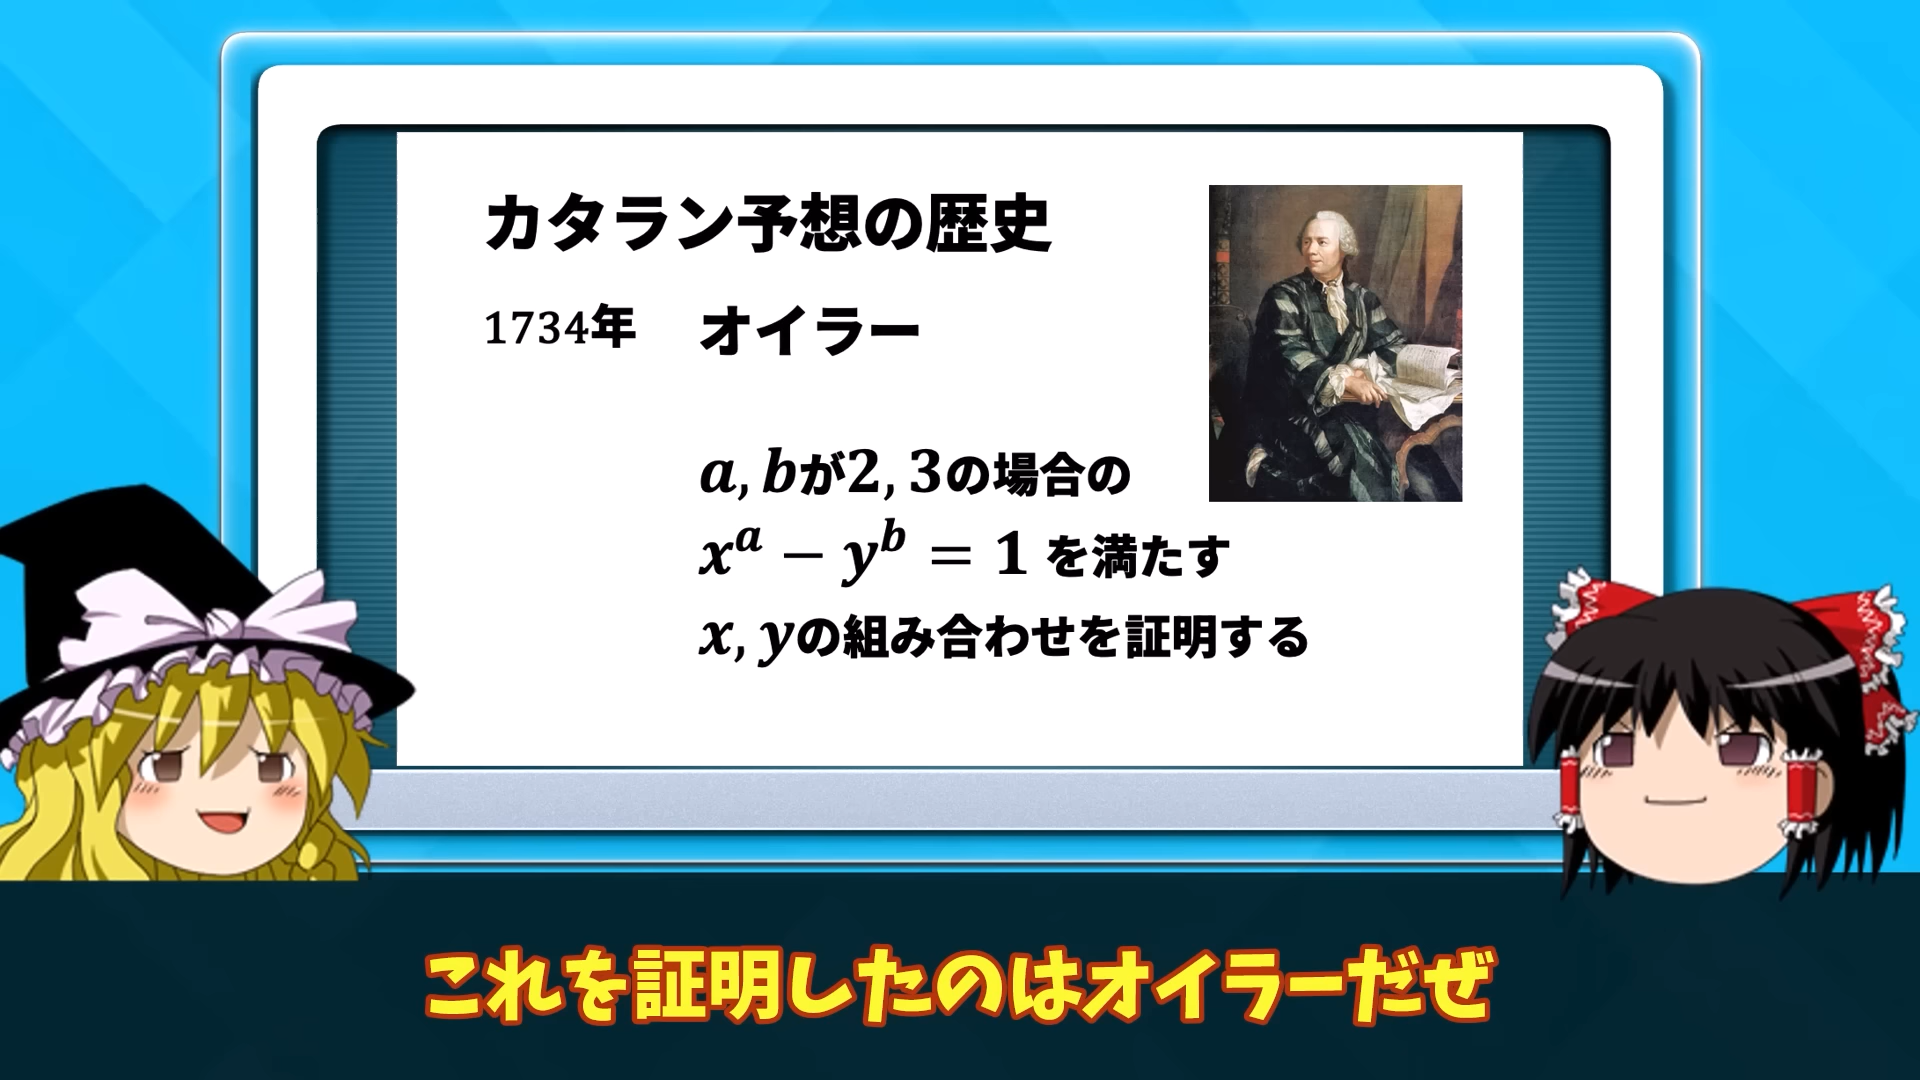 カタラン予想の歴史
1734年 オイラー
a, bが2, 3の場合の
x^a − y^b = 1 を満たす
x, yの組み合わせを証明する
これを証明したのはオイラーだぜ